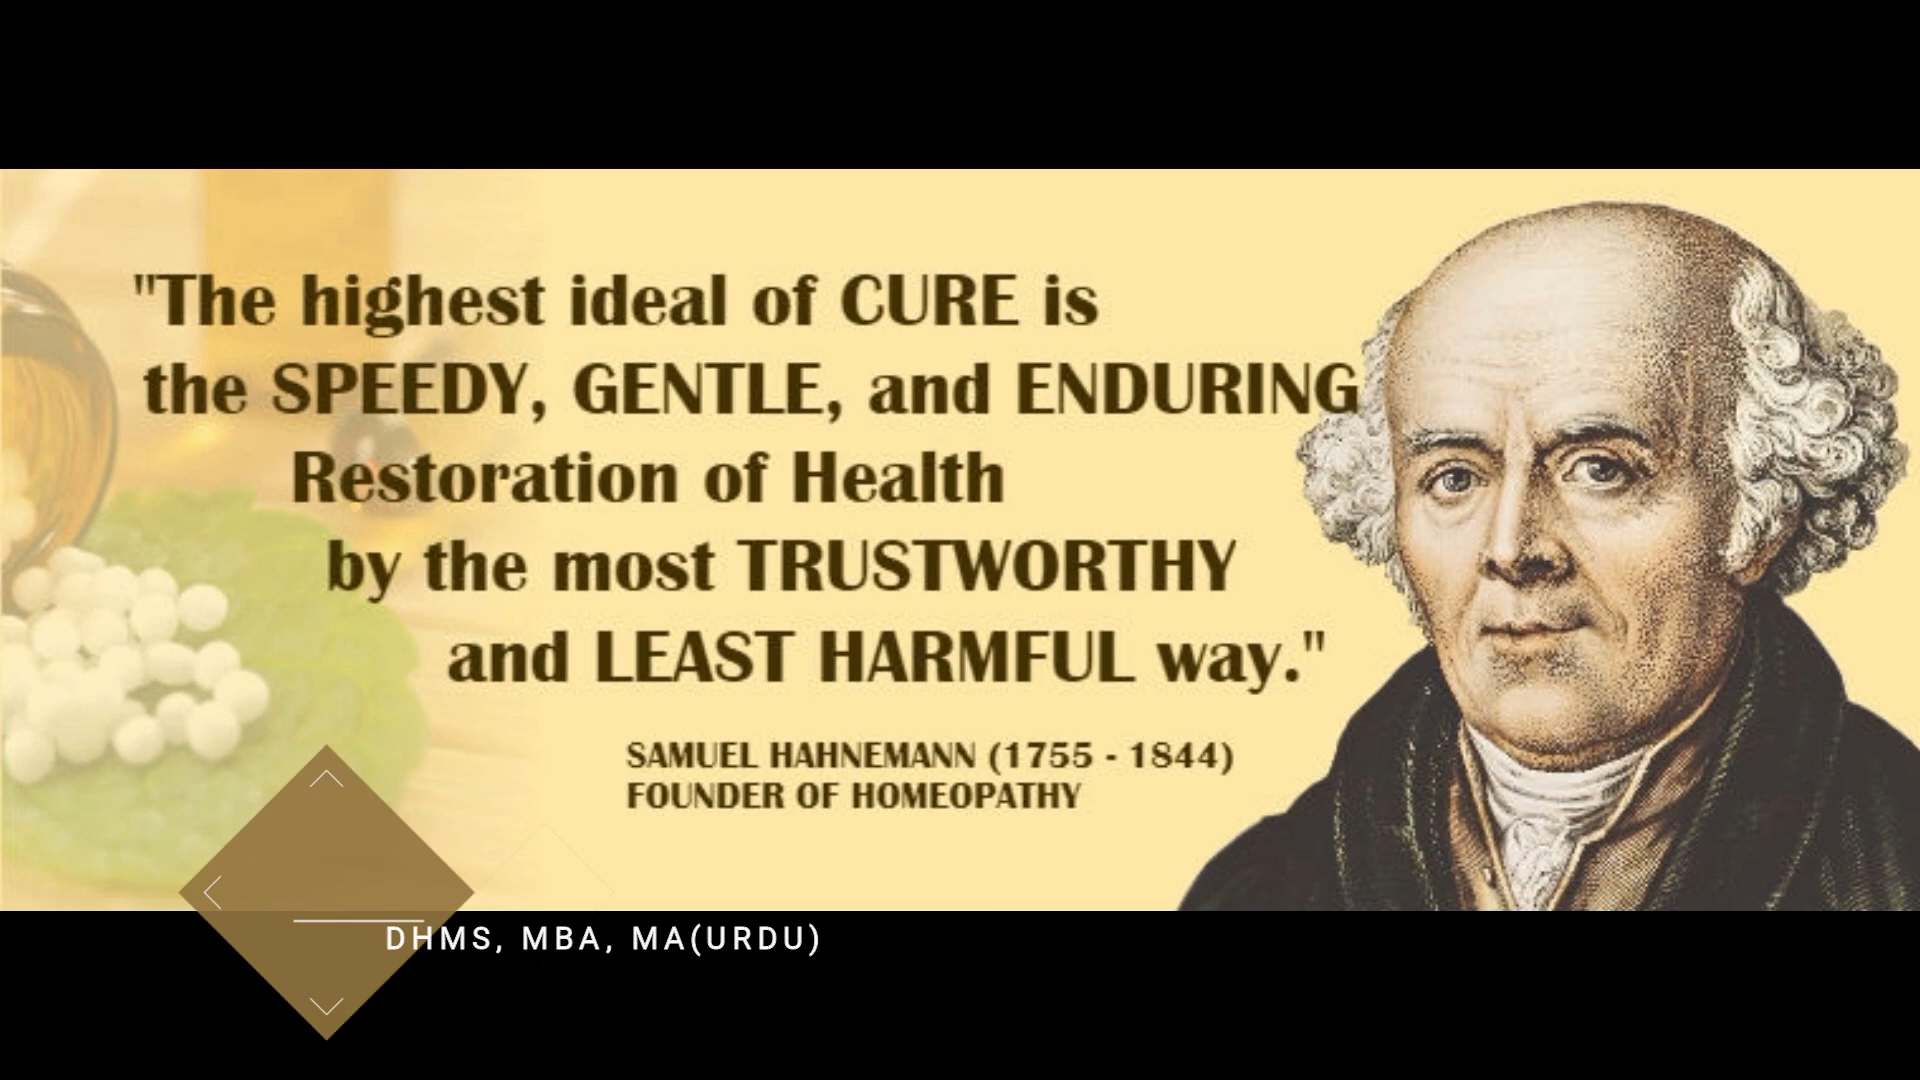 "The highest ideal of CURE is
the SPEEDY, GENTLE, and ENDURING
Restoration of Health
by the most TRUSTWORTHY
and LEAST HARMFUL way."
SAMUEL HAHNEMANN (1755 - 1844)
FOUNDER OF HOMEOPATHY
DHMS, MBA, MA(URDU)